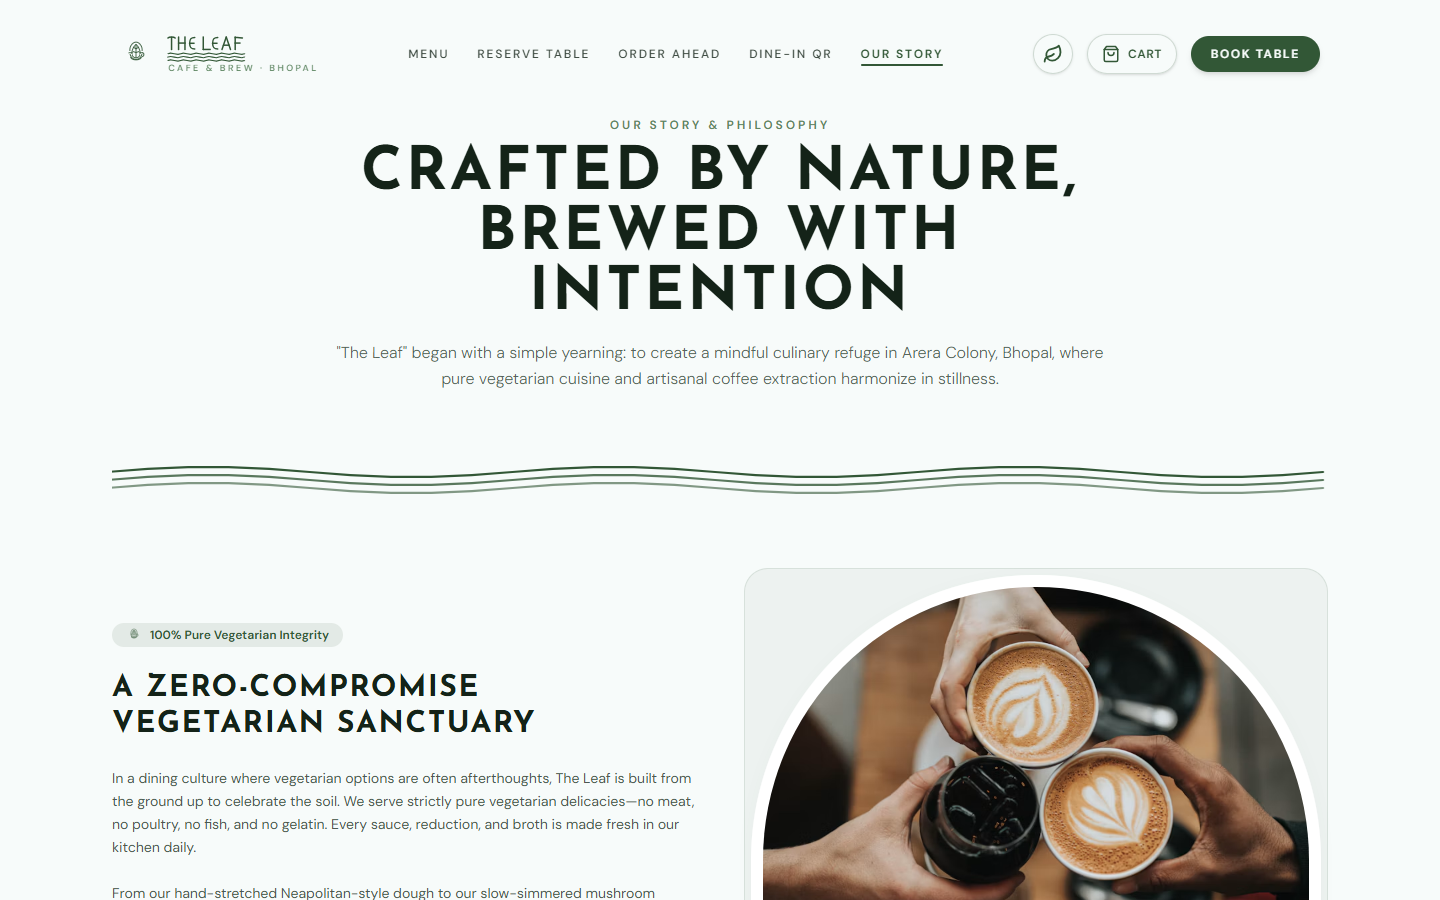 THE LEAF
CAFE & BREW · BHOPAL
MENU
RESERVE TABLE
ORDER AHEAD
DINE-IN QR
OUR STORY
CART
BOOK TABLE
OUR STORY & PHILOSOPHY
CRAFTED BY NATURE,
BREWED WITH
INTENTION
"The Leaf" began with a simple yearning: to create a mindful culinary refuge in Arera Colony, Bhopal, where
pure vegetarian cuisine and artisanal coffee extraction harmonize in stillness.
100% Pure Vegetarian Integrity
A ZERO-COMPROMISE
VEGETARIAN SANCTUARY
In a dining culture where vegetarian options are often afterthoughts, The Leaf is built from
the ground up to celebrate the soil. We serve strictly pure vegetarian delicacies—no meat,
no poultry, no fish, and no gelatin. Every sauce, reduction, and broth is made fresh in our
kitchen daily.
From our hand-stretched Neapolitan-style dough to our slow-simmered mushroom